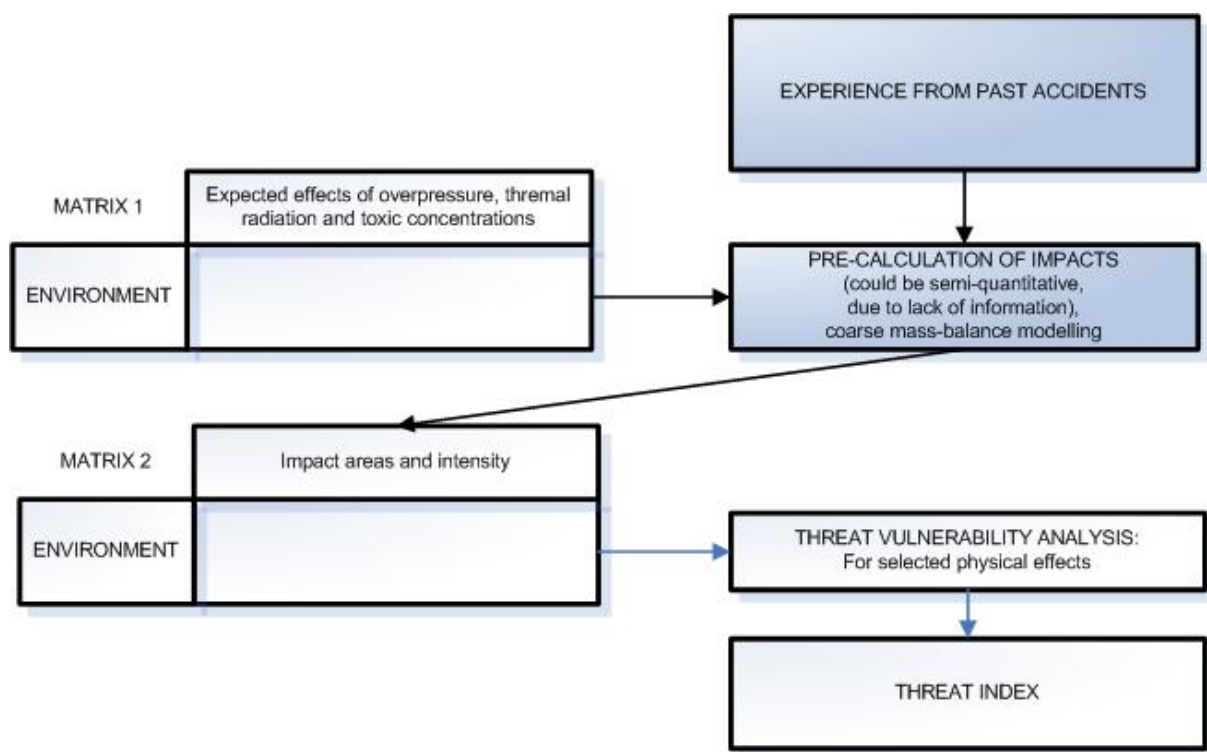 EXPERIENCE FROM PAST ACCIDENTS
MATRIX 1
Expected effects of overpressure, thremal
radiation and toxic concentrations
ENVIRONMENT
PRE-CALCULATION OF IMPACTS
(could be semi-quantitative,
due to lack of information),
coarse mass-balance modelling
MATRIX 2
Impact areas and intensity
ENVIRONMENT
THREAT VULNERABILITY ANALYSIS:
For selected physical effects
THREAT INDEX